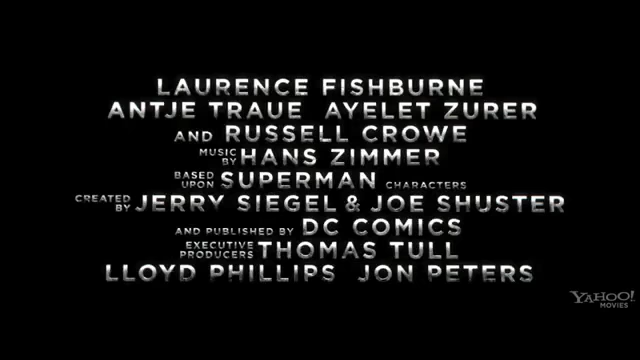 LAURENCE FISHBURNE
ANTJE TRAUE AYELET ZURER
AND RUSSELL CROWE
MUSIC BY HANS ZIMMER
BASED UPON SUPERMAN CHARACTERS
CREATED BY JERRY SIEGEL & JOE SHUSTER
AND PUBLISHED BY DC COMICS
EXECUTIVE PRODUCERS THOMAS TULL
LLOYD PHILLIPS JON PETERS
YAHOO!
MOVIES